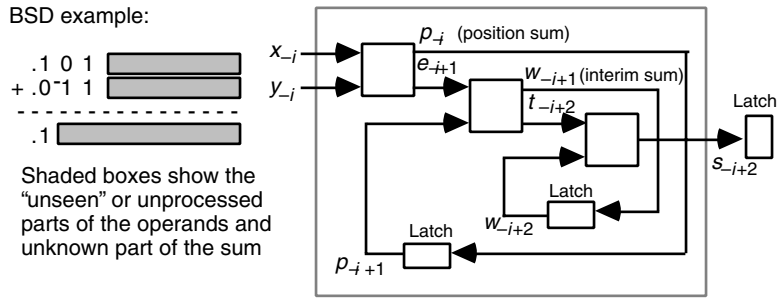 BSD example:
.1 0 1
+ .0 ⁻1 1
.1
Shaded boxes show the
“unseen” or unprocessed
parts of the operands and
unknown part of the sum
x–i
y–i
p–i (position sum)
e–i+1
w–i+1 (interim sum)
t–i+2
Latch
s–i+2
Latch
w–i+2
Latch
p–i+1